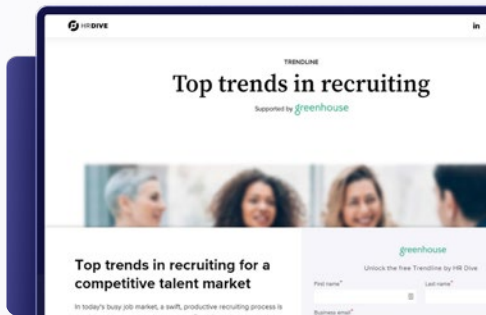 HRDIVE
in
TRENDLINE
Top trends in recruiting
Supported by greenhouse
Top trends in recruiting for a
competitive talent market
In today's busy job market, a swift, productive recruiting process is
greenhouse
Unlock the free Trendline by HR Dive
First name*
Last name*
Business email*